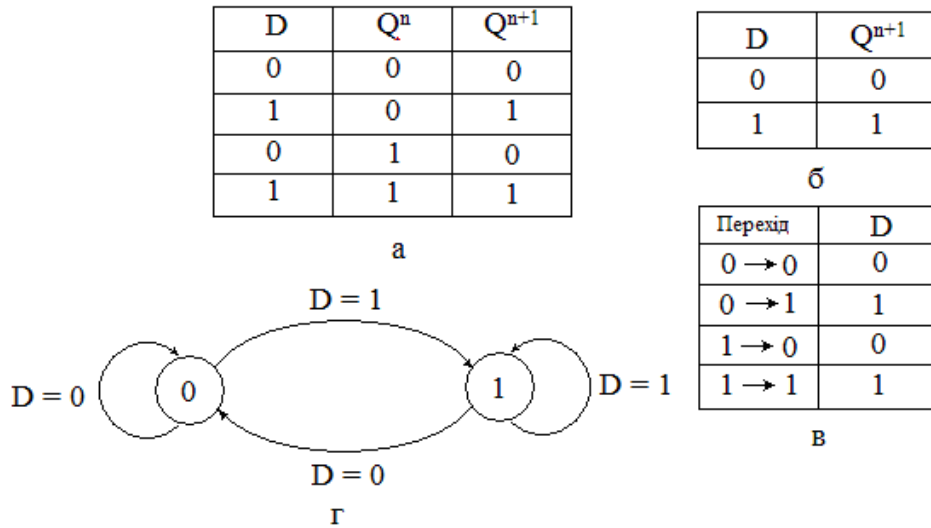 D Qⁿ Qⁿ⁺¹
0 0 0
1 0 1
0 1 0
1 1 1
а
D Qⁿ⁺¹
0 0
1 1
б
Перехід D
0 → 0 0
0 → 1 1
1 → 0 0
1 → 1 1
в
D = 1
D = 0 0 1 D = 1
D = 0
г